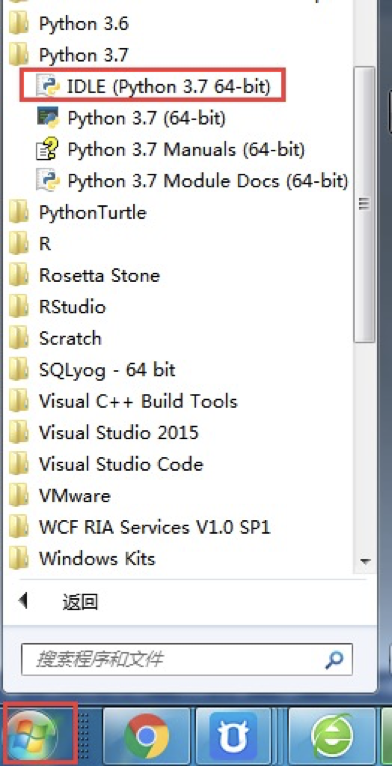 Python 3.6
Python 3.7
IDLE (Python 3.7 64-bit)
Python 3.7 (64-bit)
Python 3.7 Manuals (64-bit)
Python 3.7 Module Docs (64-bit)
PythonTurtle
R
Rosetta Stone
RStudio
Scratch
SQLyog - 64 bit
Visual C++ Build Tools
Visual Studio 2015
Visual Studio Code
VMware
WCF RIA Services V1.0 SP1
Windows Kits
返回
搜索程序和文件